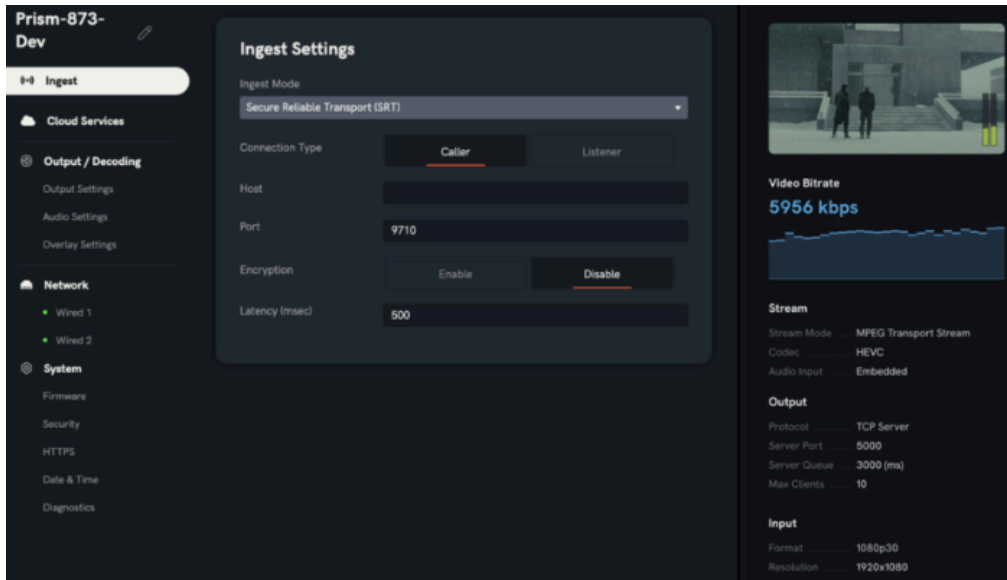 Prism-873-
Dev
Ingest
Cloud Services
Output / Decoding
Output Settings
Audio Settings
Overlay Settings
Network
Wired 1
Wired 2
System
Firmware
Security
HTTPS
Date & Time
Diagnostics
Ingest Settings
Ingest Mode
Secure Reliable Transport (SRT)
Connection Type Caller Listener
Host
Port 9710
Encryption Enable Disable
Latency (msec) 500
Video Bitrate
5956 kbps
Stream
Stream Mode MPEG Transport Stream
Codec HEVC
Audio Input Embedded
Output
Protocol TCP Server
Server Port 5000
Server Queue 3000 (ms)
Max Clients 10
Input
Format 1080p30
Resolution 1920x1080